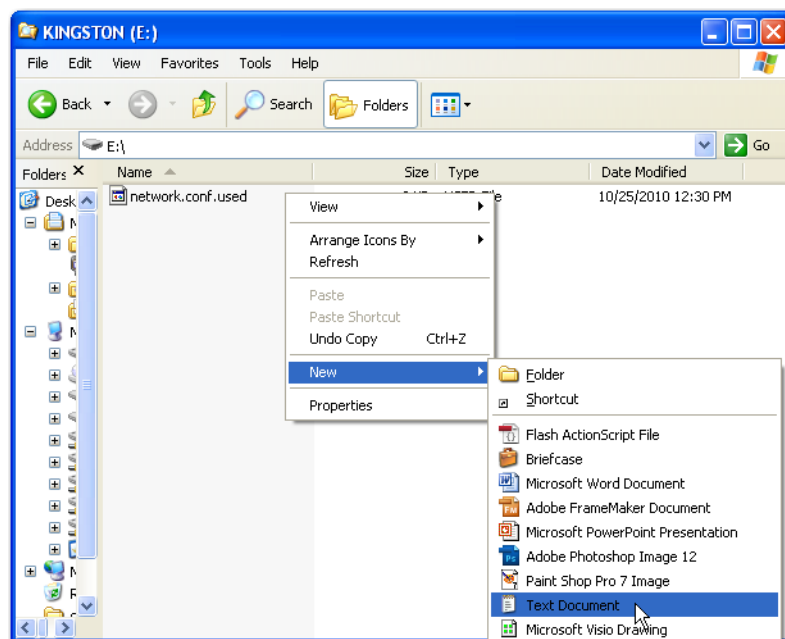 KINGSTON (E:)
File Edit View Favorites Tools Help
Back Search Folders
Address E:\ Go
Folders Name Size Type Date Modified
Desk
network.conf.used 10/25/2010 12:30 PM
View
Arrange Icons By
Refresh
Paste
Paste Shortcut
Undo Copy Ctrl+Z
New
Properties
Folder
Shortcut
Flash ActionScript File
Briefcase
Microsoft Word Document
Adobe FrameMaker Document
Microsoft PowerPoint Presentation
Adobe Photoshop Image 12
Paint Shop Pro 7 Image
Text Document
Microsoft Visio Drawing